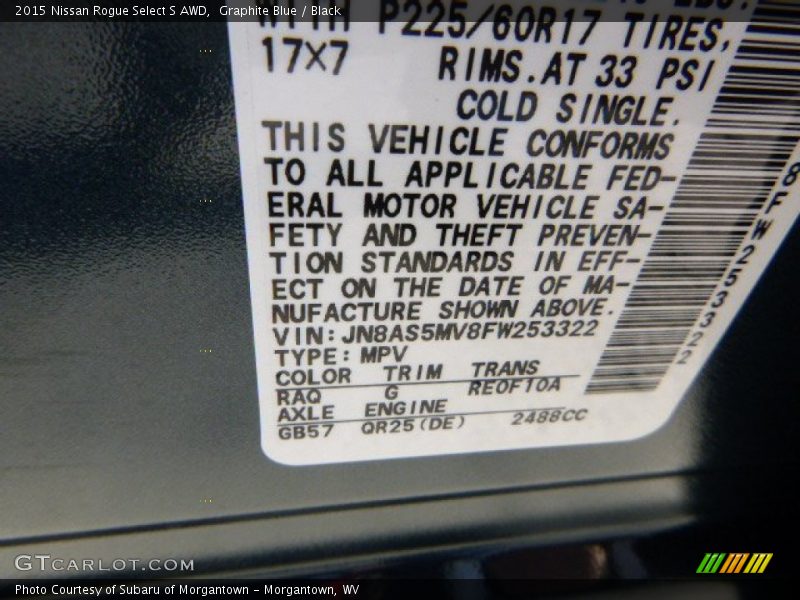 2015 Nissan Rogue Select S AWD, Graphite Blue / Black
P225/60R17 TIRES,
17X7 RIMS.AT 33 PSI
COLD SINGLE.
THIS VEHICLE CONFORMS
TO ALL APPLICABLE FED-
ERAL MOTOR VEHICLE SA-
FETY AND THEFT PREVEN-
TION STANDARDS IN EFF-
ECT ON THE DATE OF MA-
NUFACTURE SHOWN ABOVE.
VIN:JN8AS5MV8FW253322
TYPE:MPV
COLOR TRIM TRANS
RAQ G RE0F10A
AXLE ENGINE
GB57 QR25(DE) 2488CC
8FW253322
GTCARLOT.COM
Photo Courtesy of Subaru of Morgantown - Morgantown, WV